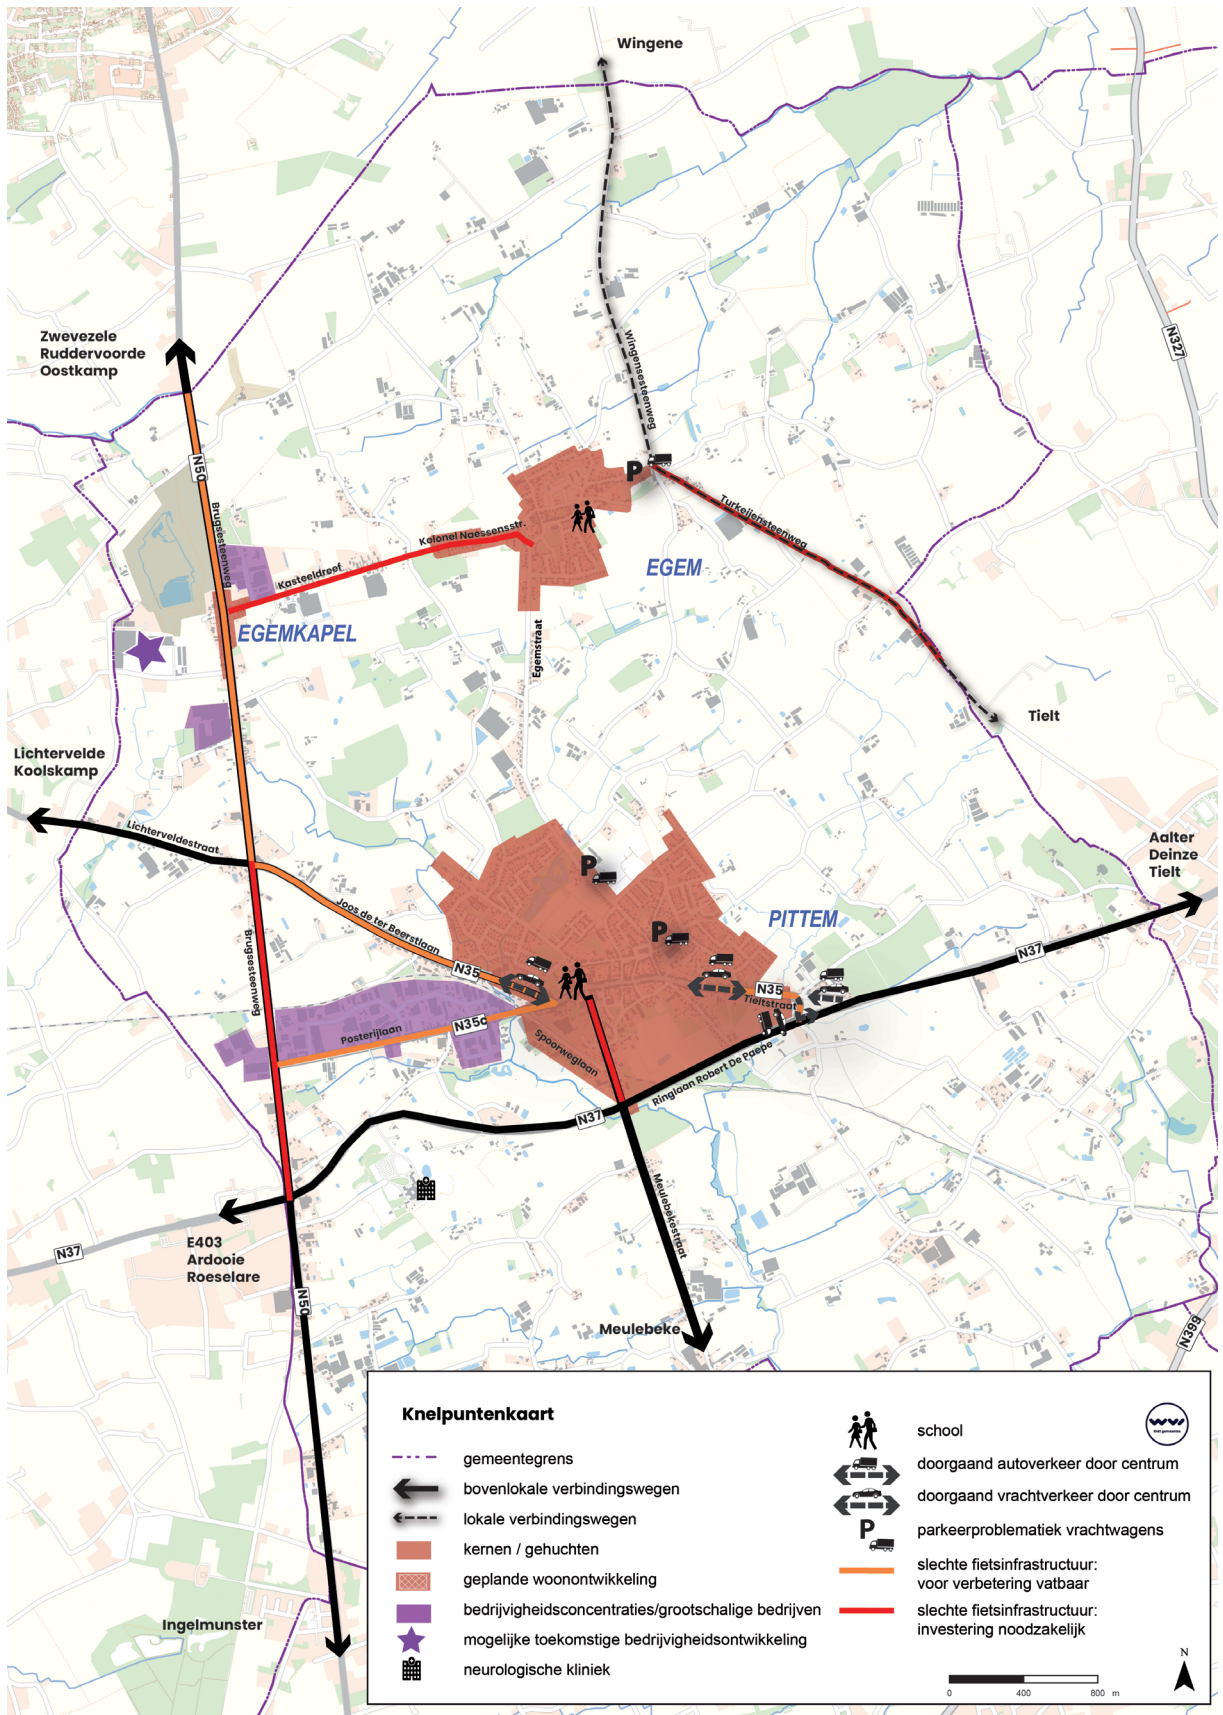 Wingene
N327
Zwevezele
Ruddervoorde
Oostkamp
Wingensesteenweg
N50
P
Brugsesteenweg
Turkeijensteenweg
Kolonel Naessensstr.
Kasteeldreef
EGEM
EGEMKAPEL
Egemstraat
Tielt
Lichtervelde
Koolskamp
Lichterveldestraat
Aalter
Deinze
Tielt
P
Joos de ter Beerstlaan
PITTEM
P
N37
Brugsesteenweg
N35
N35
Tieltstraat
N35c
Posterijlaan
Spoorweglaan
Ringlaan Robert De Paepe
N37
Meulebekestraat
E403
Ardooie
Roeselare
N37
N50
N399
Meulebeke
Ingelmunster
Knelpuntenkaart
gemeentegrens
bovenlokale verbindingswegen
lokale verbindingswegen
kernen / gehuchten
geplande woonontwikkeling
bedrijvigheidsconcentraties/grootschalige bedrijven
mogelijke toekomstige bedrijvigheidsontwikkeling
neurologische kliniek
school
doorgaand autoverkeer door centrum
doorgaand vrachtverkeer door centrum
P
parkeerproblematiek vrachtwagens
slechte fietsinfrastructuur:
voor verbetering vatbaar
slechte fietsinfrastructuur:
investering noodzakelijk
wvi
N
0 400 800 m